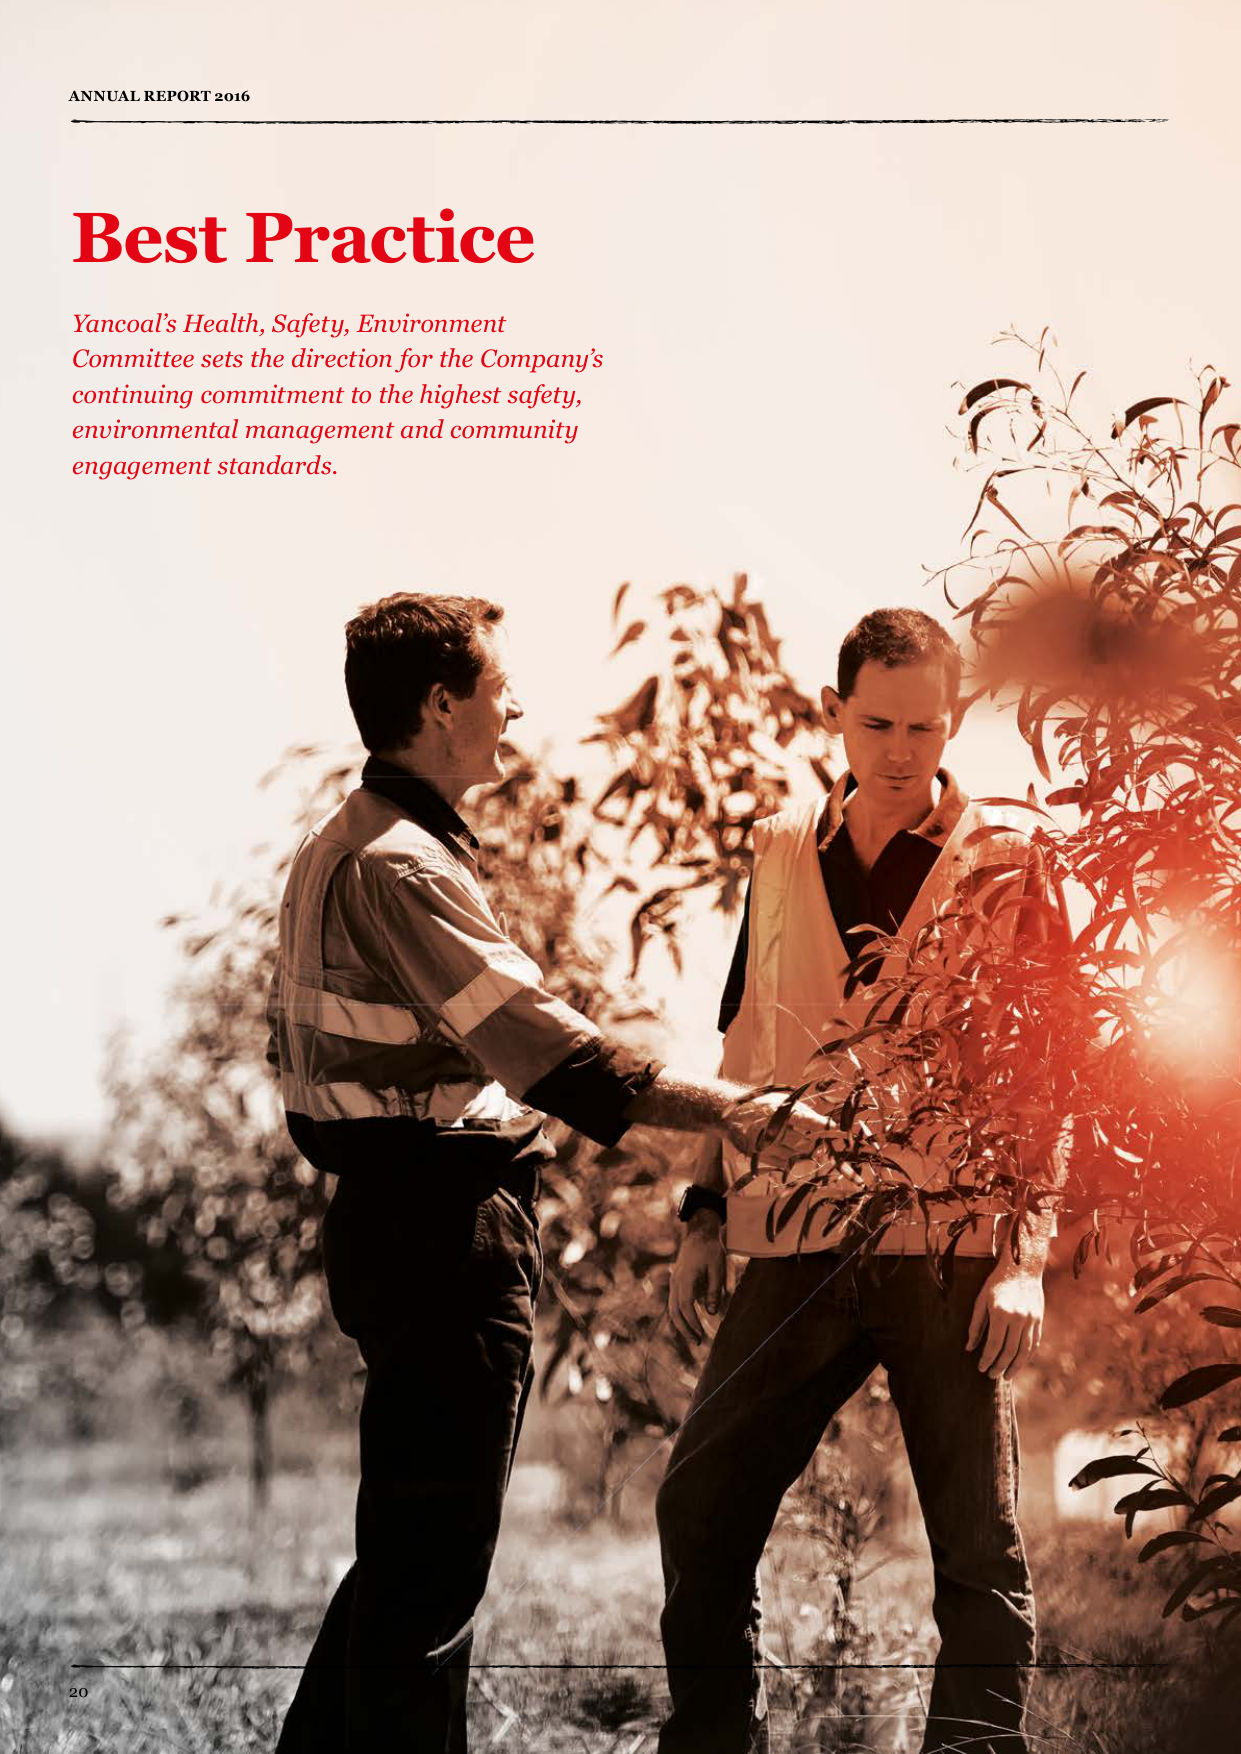 ANNUAL REPORT 2016
Best Practice
Yancoal’s Health, Safety, Environment
Committee sets the direction for the Company’s
continuing commitment to the highest safety,
environmental management and community
engagement standards.
20